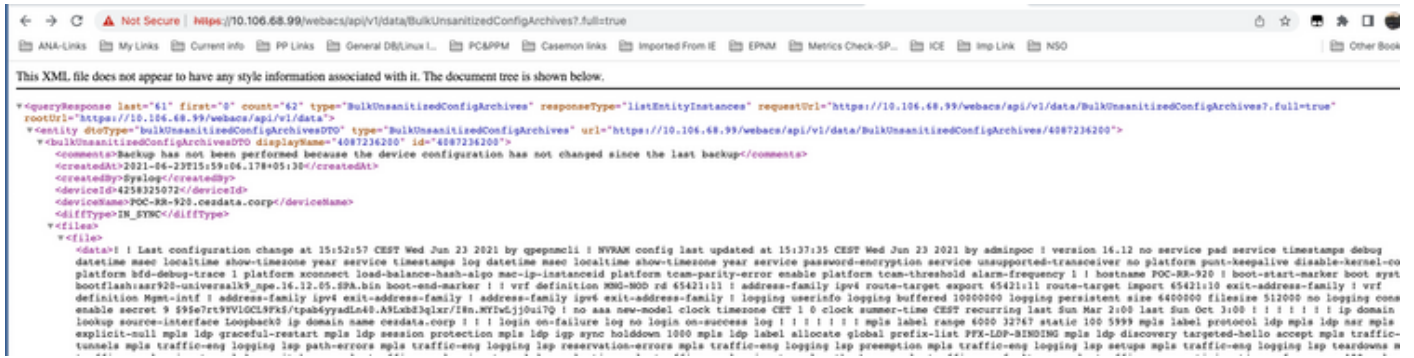 Not Secure https://10.106.68.99/webacs/api/v1/data/BulkUnsanitizedConfigArchives?.full=true
ANA-Links My Links Current info PP Links General DB/Linux I... PC&PPM Casemon links Imported From IE EPNM Metrics Check-SP... ICE Imp Link NSO Other Book
This XML file does not appear to have any style information associated with it. The document tree is shown below.
▼<queryResponse last="61" first="0" count="62" type="BulkUnsanitizedConfigArchives" responseType="listEntityInstances" requestUrl="https://10.106.68.99/webacs/api/v1/data/BulkUnsanitizedConfigArchives?.full=true"
rootUrl="https://10.106.68.99/webacs/api/v1/data">
▼<entity dtoType="bulkUnsanitizedConfigArchivesDTO" type="BulkUnsanitizedConfigArchives" url="https://10.106.68.99/webacs/api/v1/data/BulkUnsanitizedConfigArchives/4087236200">
▼<bulkUnsanitizedConfigArchivesDTO displayName="4087236200" id="4087236200">
<comments>Backup has not been performed because the device configuration has not changed since the last backup</comments>
<createdAt>2021-06-23T15:59:06.178+05:30</createdAt>
<createdBy>Syslog</createdBy>
<deviceId>4258325072</deviceId>
<deviceName>POC-RR-920.cezdata.corp</deviceName>
<diffType>IN_SYNC</diffType>
▼<files>
▼<file>
<data>! ! Last configuration change at 15:52:57 CEST Wed Jun 23 2021 by qpepnmcli ! NVRAM config last updated at 15:37:35 CEST Wed Jun 23 2021 by adminpoc ! version 16.12 no service pad service timestamps debug
datetime msec localtime show-timezone year service timestamps log datetime msec localtime show-timezone year service password-encryption service unsupported-transceiver no platform punt-keepalive disable-kernel-co
platform bfd-debug-trace 1 platform xconnect load-balance-hash-algo mac-ip-instanceid platform tcam-parity-error enable platform tcam-threshold alarm-frequency 1 ! hostname POC-RR-920 ! boot-start-marker boot syst
bootflash:asr920-universalk9_npe.16.12.05.SPA.bin boot-end-marker ! ! vrf definition MNG-NOD rd 65421:11 ! address-family ipv4 route-target export 65421:11 route-target import 65421:10 exit-address-family ! vrf
definition Mgmt-intf ! address-family ipv4 exit-address-family ! address-family ipv6 exit-address-family ! logging userinfo logging buffered 10000000 logging persistent size 6400000 filesize 512000 no logging cons
enable secret 9 ! no aaa new-model clock timezone CET 1 0 clock summer-time CEST recurring last Sun Mar 2:00 last Sun Oct 3:00 ! ! ! ! ! ! ! ip domain
lookup source-interface loopback0 ip domain name cezdata.corp ! ! ! login on-failure log no login on-success log ! ! ! ! ! ! ! mpls label range 6000 32767 static 100 5999 mpls label protocol ldp mpls ldp nsr mpls
explicit-null mpls ldp graceful-restart mpls ldp session protection mpls ldp igp sync holddown 1000 mpls ldp label allocate global prefix-list PFX-LDP-BINDING mpls ldp discovery targeted-hello accept mpls traffic-
tunnels mpls traffic-eng logging lsp path-errors mpls traffic-eng logging lsp reservation-errors mpls traffic-eng logging lsp preemption mpls traffic-eng logging lsp setups mpls traffic-eng logging lsp teardowns m